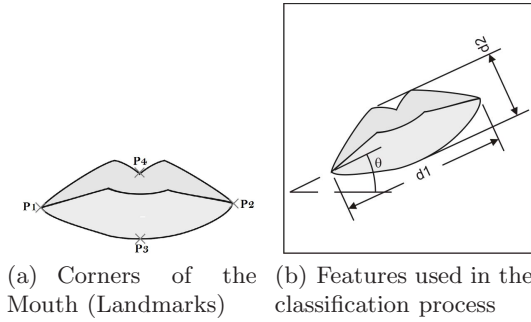 P4
P1
P2
P3
d2
θ
d1
(a) Corners of the
Mouth (Landmarks)
(b) Features used in the
classification process